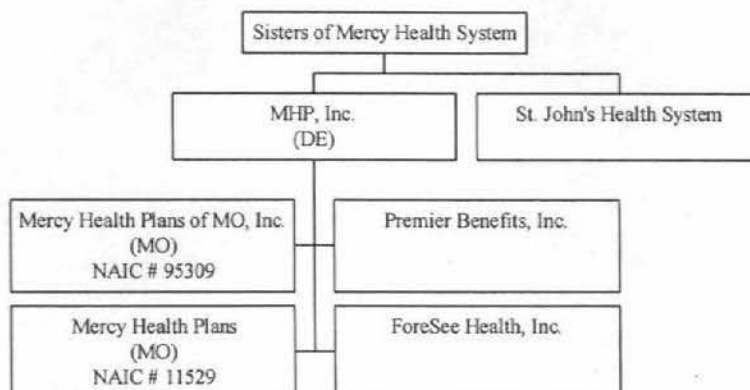 Sisters of Mercy Health System
MHP, Inc.
(DE)
St. John's Health System
Mercy Health Plans of MO, Inc.
(MO)
NAIC # 95309
Premier Benefits, Inc.
Mercy Health Plans
(MO)
NAIC # 11529
ForeSee Health, Inc.